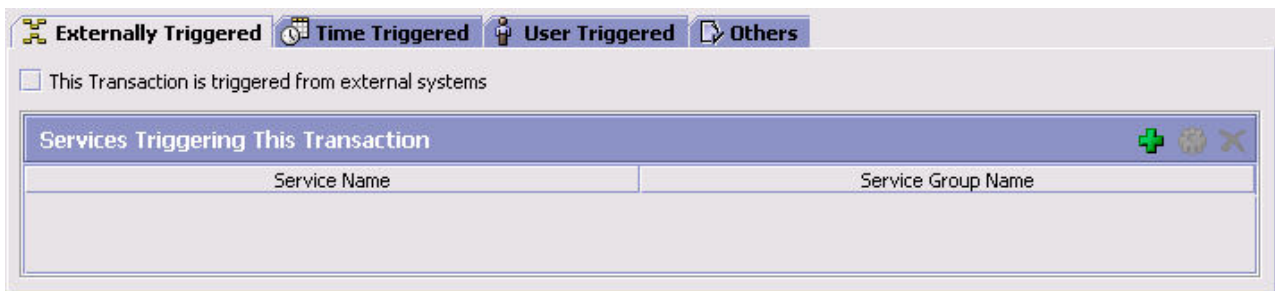 Externally Triggered Time Triggered User Triggered Others
This Transaction is triggered from external systems
Services Triggering This Transaction
Service Name Service Group Name